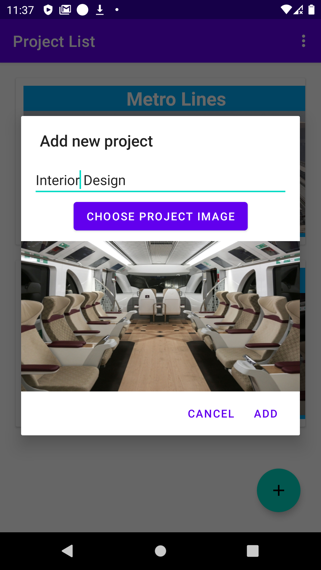 11:37
Project List
Metro Lines
Add new project
Interior Design
CHOOSE PROJECT IMAGE
CANCEL
ADD